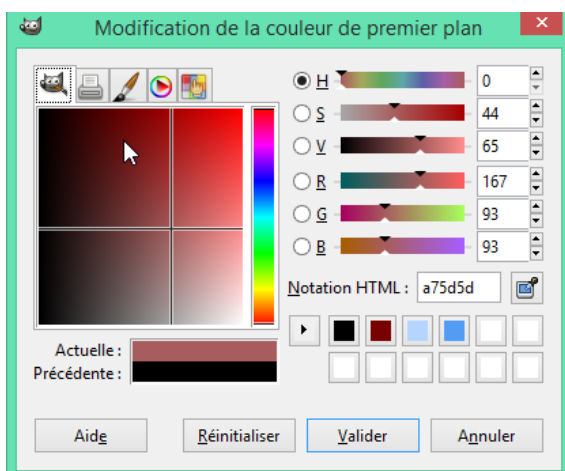 Modification de la couleur de premier plan
H 0
S 44
V 65
R 167
G 93
B 93
Notation HTML : a75d5d
Actuelle :
Précédente :
Aide Réinitialiser Valider Annuler